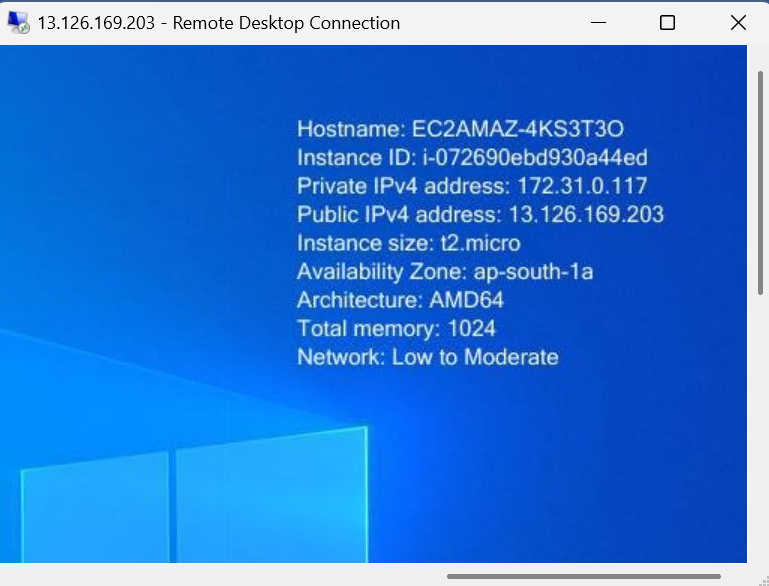 13.126.169.203 - Remote Desktop Connection
Hostname: EC2AMAZ-4KS3T3O
Instance ID: i-072690ebd930a44ed
Private IPv4 address: 172.31.0.117
Public IPv4 address: 13.126.169.203
Instance size: t2.micro
Availability Zone: ap-south-1a
Architecture: AMD64
Total memory: 1024
Network: Low to Moderate